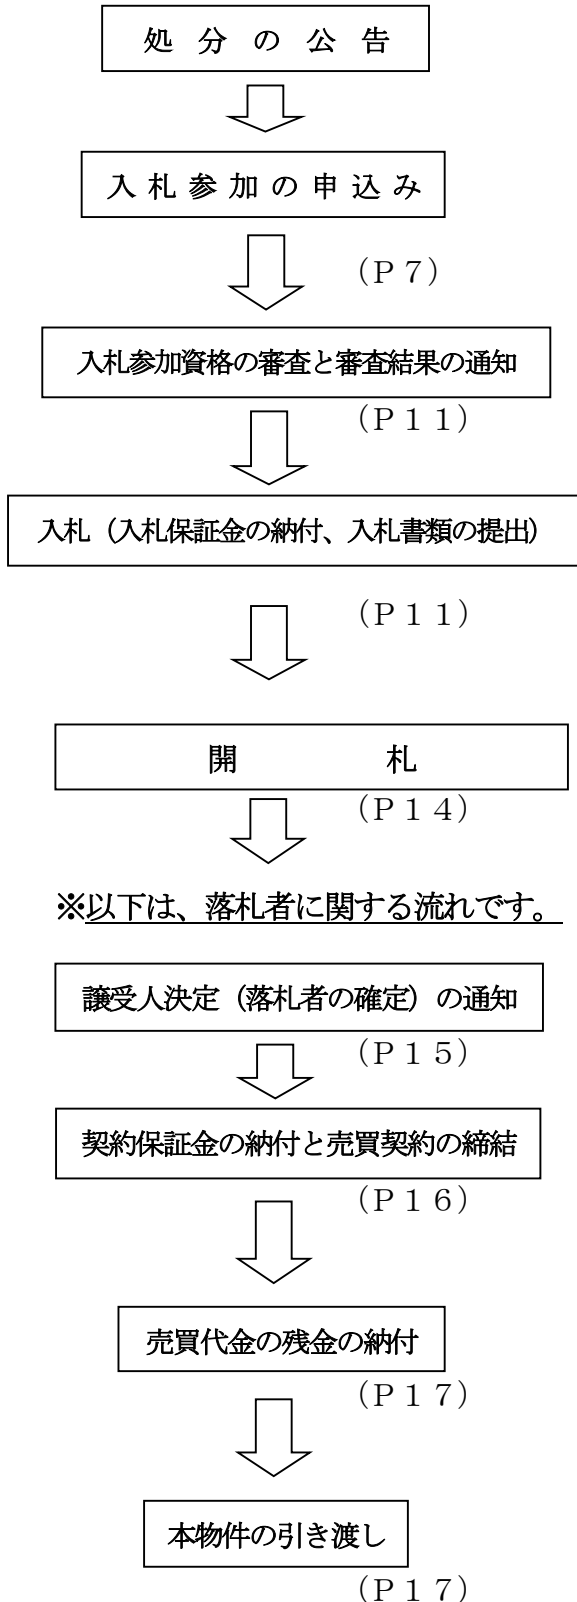 処　分　の　公　告
入 札 参 加 の 申 込 み
（Ｐ７）
入札参加資格の審査と審査結果の通知
（Ｐ１１）
入札（入札保証金の納付、入札書類の提出）
（Ｐ１１）
開　　　　　札
（Ｐ１４）
※以下は、落札者に関する流れです。
譲受人決定（落札者の確定）の通知
（Ｐ１５）
契約保証金の納付と売買契約の締結
（Ｐ１６）
売買代金の残金の納付
（Ｐ１７）
本物件の引き渡し
（Ｐ１７）